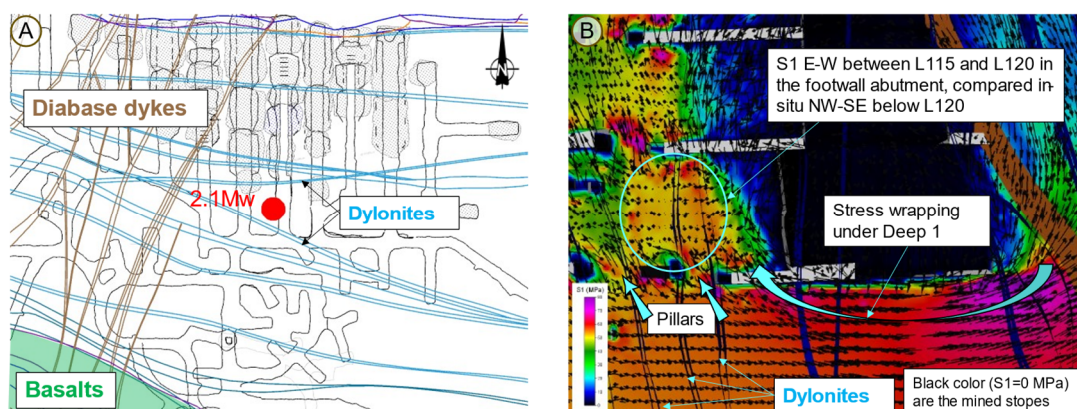 A
N
Diabase dykes
2.1Mw
Dylonites
Basalts
B
S1 E-W between L115 and L120 in
the footwall abutment, compared in-
situ NW-SE below L120
Stress wrapping
under Deep 1
S1 (MPa)
Pillars
Dylonites
Black color (S1=0 MPa)
are the mined stopes